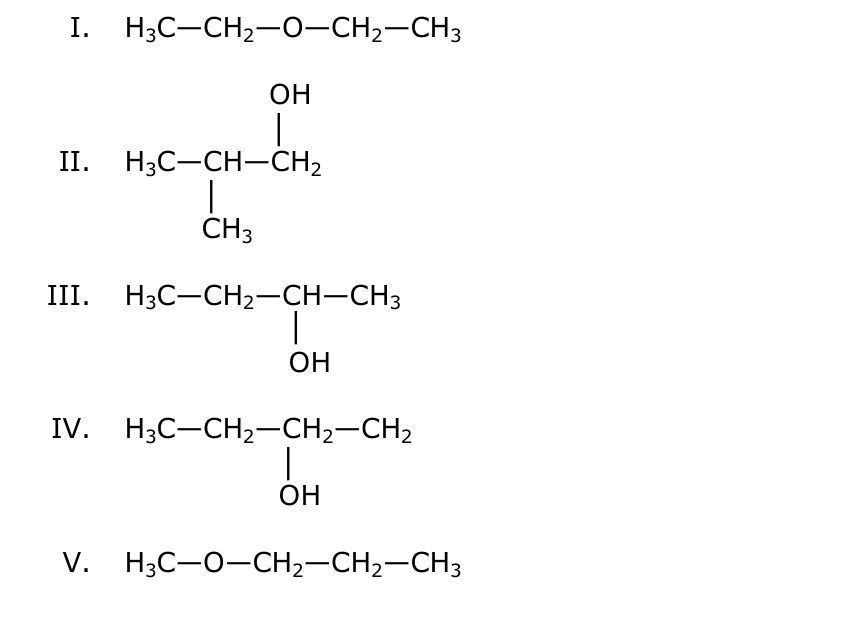 I. H₃C—CH₂—O—CH₂—CH₃
OH
|
II. H₃C—CH—CH₂
|
CH₃
III. H₃C—CH₂—CH—CH₃
|
OH
IV. H₃C—CH₂—CH₂—CH₂
|
OH
V. H₃C—O—CH₂—CH₂—CH₃